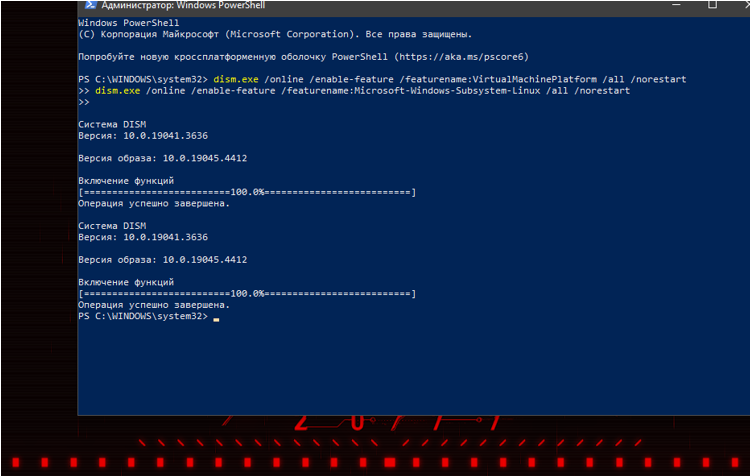 Администратор: Windows PowerShell
Windows PowerShell
(C) Корпорация Майкрософт (Microsoft Corporation). Все права защищены.
Попробуйте новую кроссплатформенную оболочку PowerShell (https://aka.ms/pscore6)
PS C:\WINDOWS\system32> dism.exe /online /enable-feature /featurename:VirtualMachinePlatform /all /norestart
>> dism.exe /online /enable-feature /featurename:Microsoft-Windows-Subsystem-Linux /all /norestart
>>
Cистема DISM
Версия: 10.0.19041.3636
Версия образа: 10.0.19045.4412
Включение функций
[==========================100.0%==========================]
Операция успешно завершена.
Cистема DISM
Версия: 10.0.19041.3636
Версия образа: 10.0.19045.4412
Включение функций
[==========================100.0%==========================]
Операция успешно завершена.
PS C:\WINDOWS\system32>